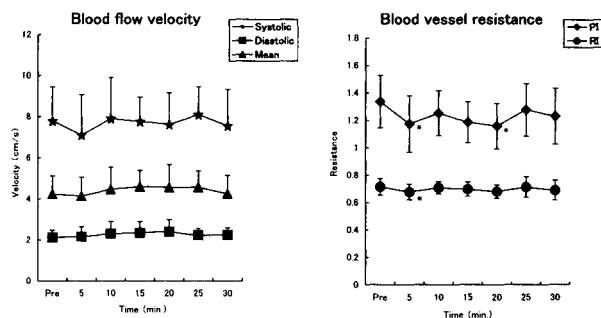 Blood flow velocity
Systolic
Diastolic
Mean
12
10
8
6
4
2
0
Velocity (cm/s)
Pre 5 10 15 20 25 30
Time (min.)
Blood vessel resistance
PI
RI
1.8
1.6
1.4
1.2
1
0.8
0.6
0.4
0.2
0
Resistance
*
*
*
Pre 5 10 15 20 25 30
Time (min.)